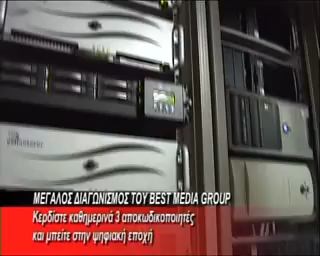 ΜΕΓΑΛΟΣ ΔΙΑΓΩΝΙΣΜΟΣ ΤΟΥ BEST MEDIA GROUP
Κερδίστε καθημερινά 3 αποκωδικοποιητές
και μπείτε στην ψηφιακή εποχή